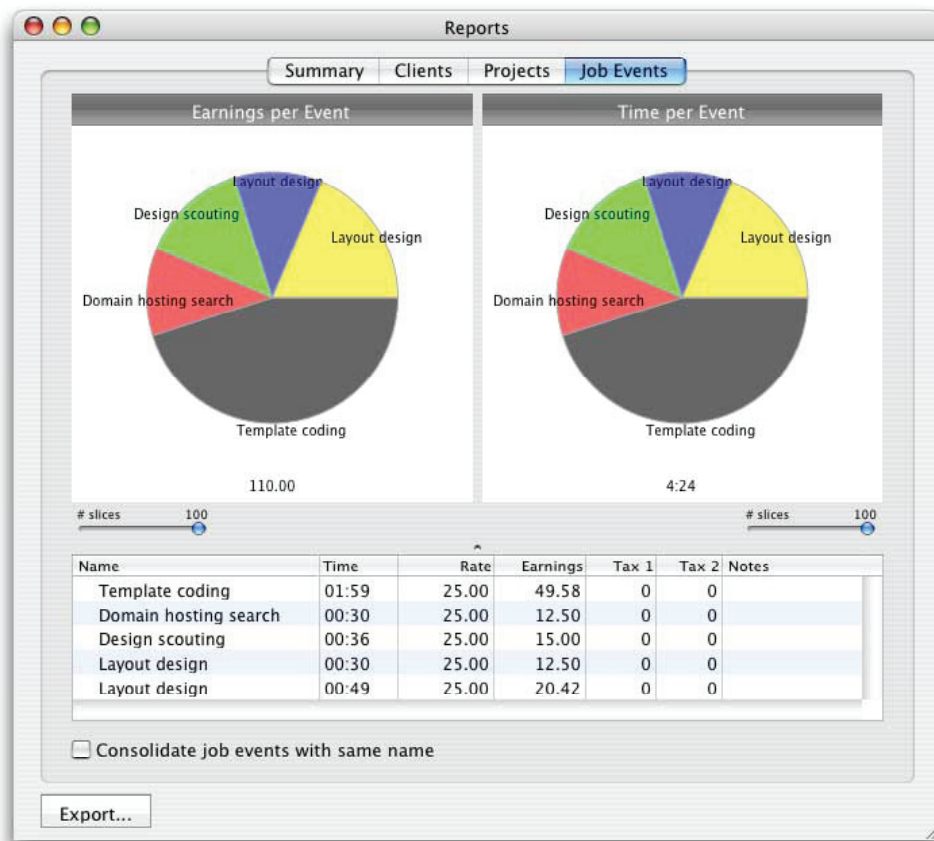 Reports
Summary Clients Projects Job Events
Earnings per Event
Layout design
Design scouting
Layout design
Domain hosting search
Template coding
110.00
# slices 100
Time per Event
Layout design
Design scouting
Layout design
Domain hosting search
Template coding
4:24
# slices 100
Name Time Rate Earnings Tax 1 Tax 2 Notes
Template coding 01:59 25.00 49.58 0 0
Domain hosting search 00:30 25.00 12.50 0 0
Design scouting 00:36 25.00 15.00 0 0
Layout design 00:30 25.00 12.50 0 0
Layout design 00:49 25.00 20.42 0 0
Consolidate job events with same name
Export...